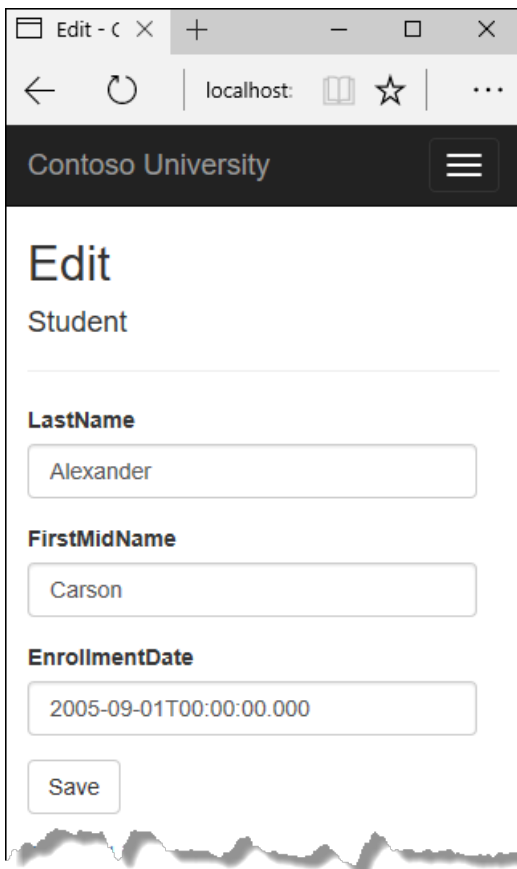 Edit - C
localhost:
Contoso University
Edit
Student
LastName
Alexander
FirstMidName
Carson
EnrollmentDate
2005-09-01T00:00:00.000
Save